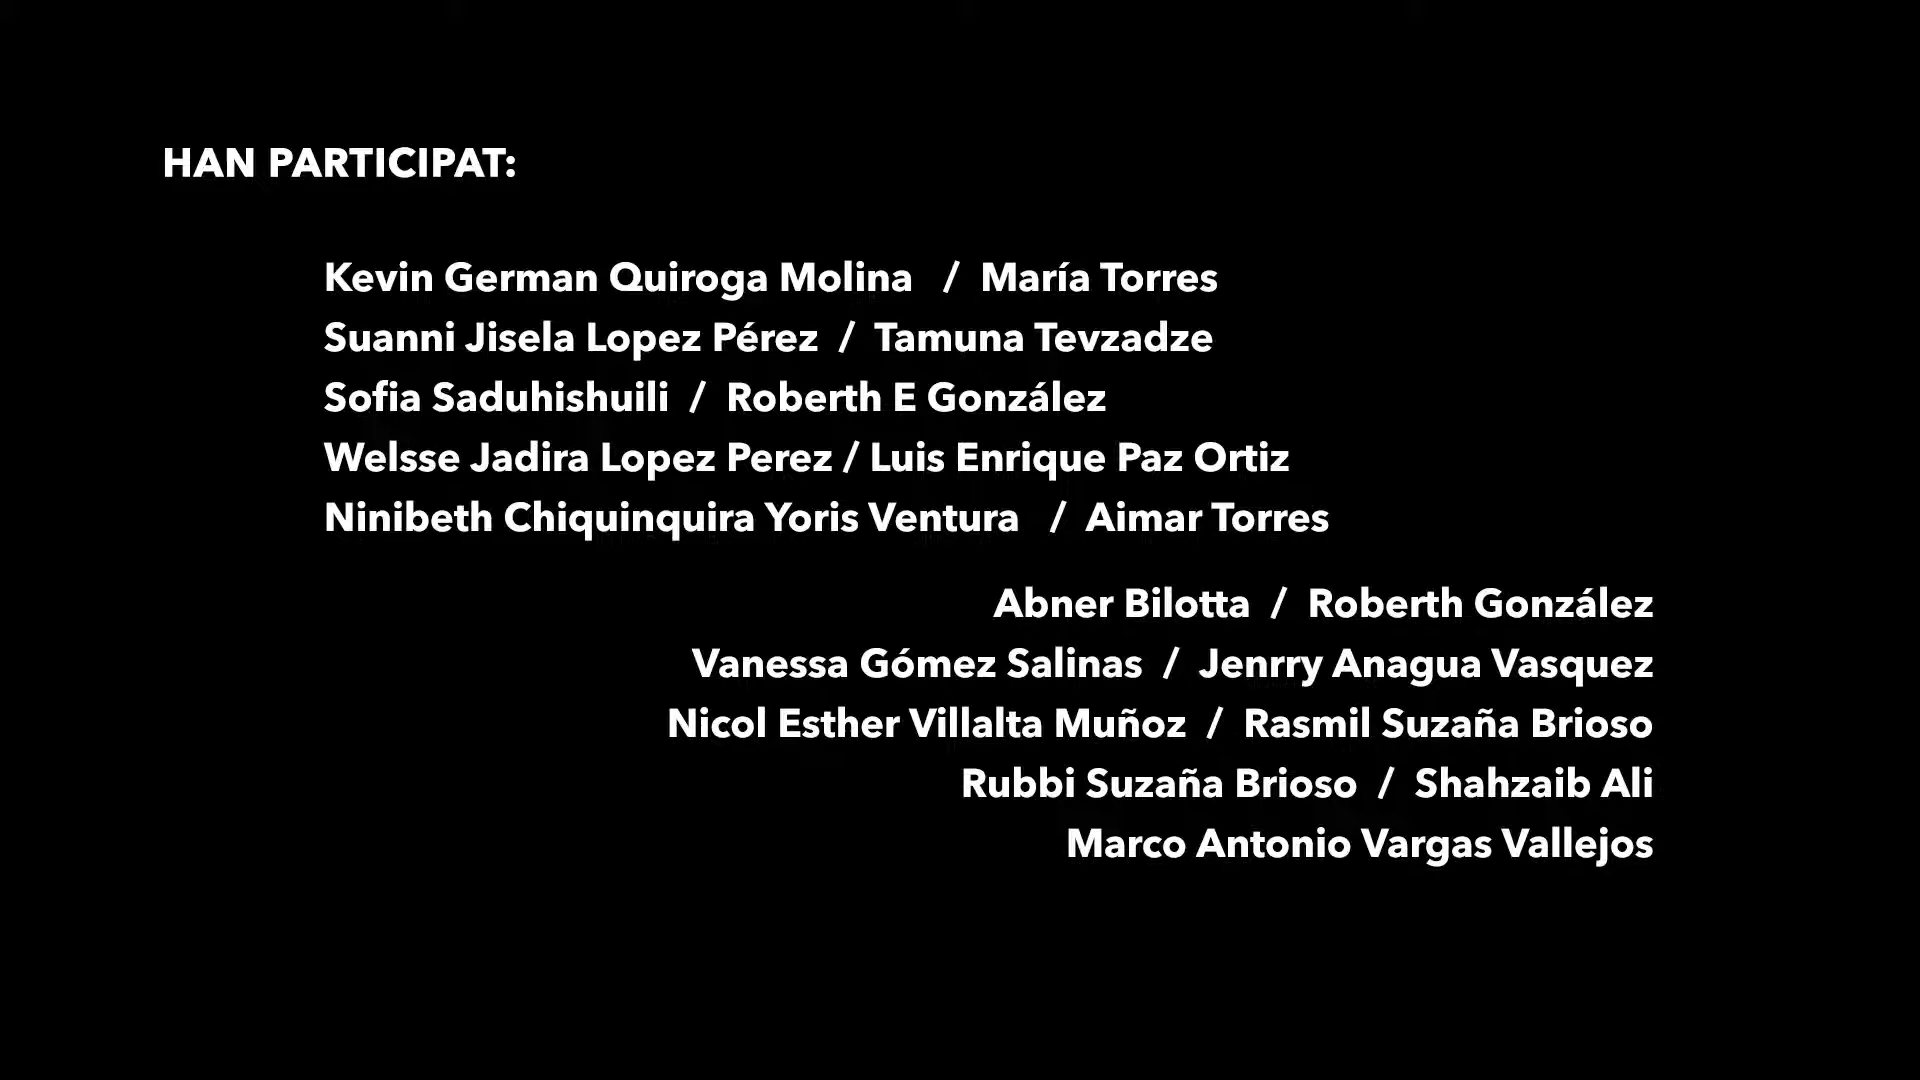 HAN PARTICIPAT:
Kevin German Quiroga Molina / María Torres
Suanni Jisela Lopez Pérez / Tamuna Tevzadze
Sofia Saduhishuili / Roberth E González
Welsse Jadira Lopez Perez / Luis Enrique Paz Ortiz
Ninibeth Chiquinquira Yoris Ventura / Aimar Torres
Abner Bilotta / Roberth González
Vanessa Gómez Salinas / Jenrry Anagua Vasquez
Nicol Esther Villalta Muñoz / Rasmil Suzaña Brioso
Rubbi Suzaña Brioso / Shahzaib Ali
Marco Antonio Vargas Vallejos